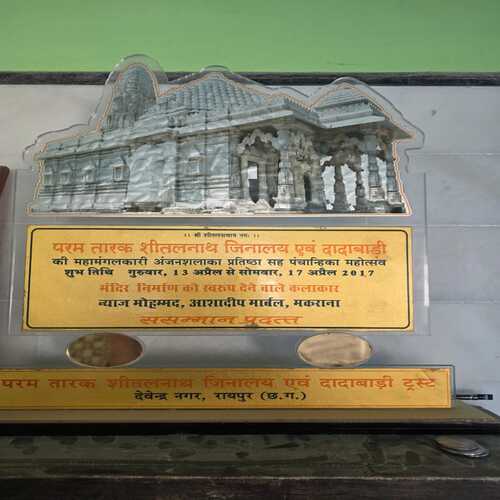 ।। श्री शीतलनाथाय नमः ।।
परम तारक शीतलनाथ जिनालय एवं दादाबाड़ी
की महामंगलकारी अंजनशलाका प्रतिष्ठा सह पंचान्हिका महोत्सव
शुभ तिथि गुरुवार, 13 अप्रैल से सोमवार, 17 अप्रैल 2017
मंदिर निर्माण को स्वरुप देने वाले कलाकार
न्याज मोहम्मद, आशादीप मार्बल, मकराना
ससम्मान प्रदत्त
परम तारक शीतलनाथ जिनालय एवं दादाबाड़ी ट्रस्ट
देवेन्द्र नगर, रायपुर (छ.ग.)